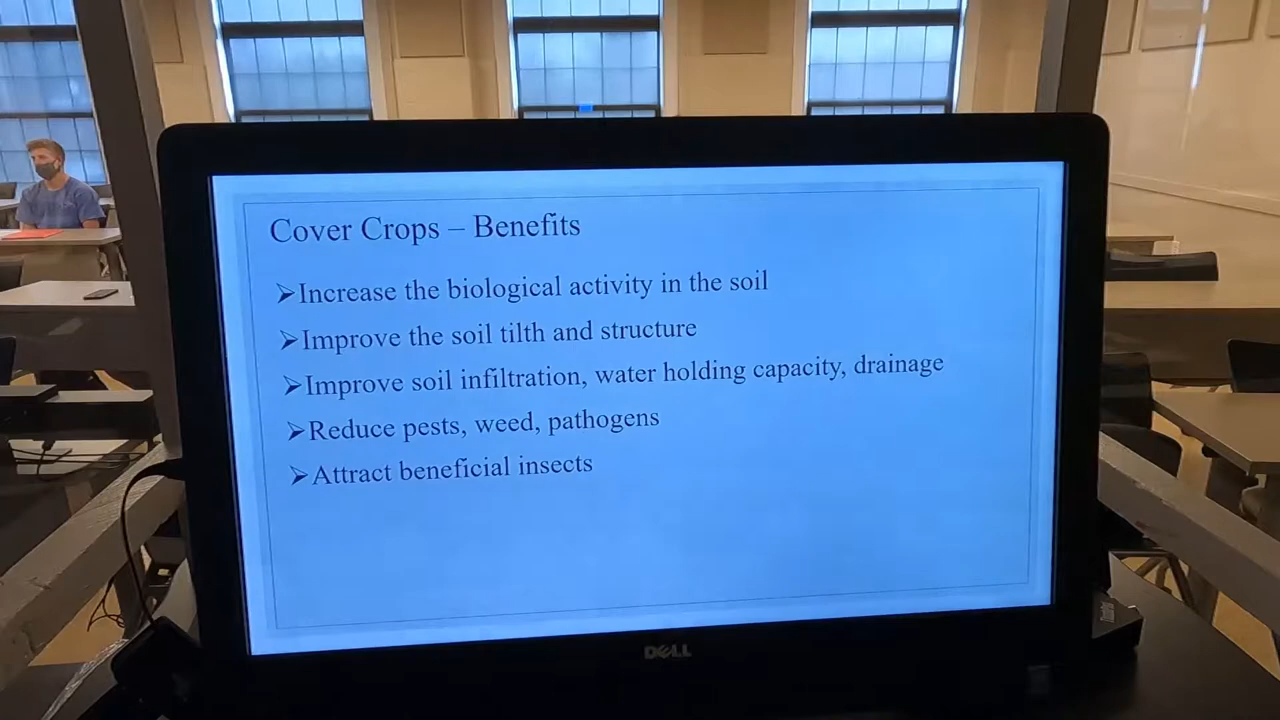 Cover Crops – Benefits
➢Increase the biological activity in the soil
➢Improve the soil tilth and structure
➢Improve soil infiltration, water holding capacity, drainage
➢Reduce pests, weed, pathogens
➢Attract beneficial insects
DELL